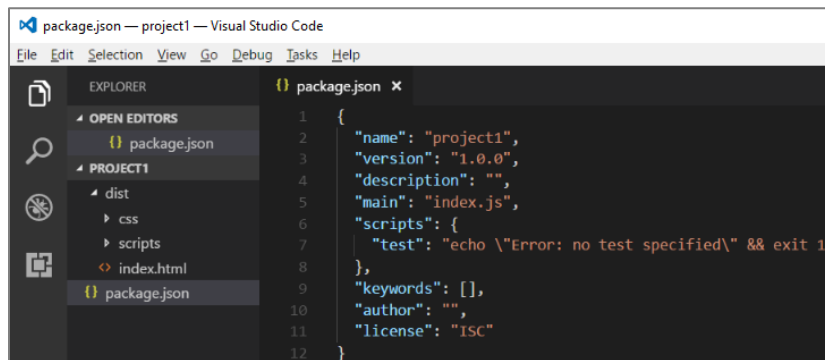 package.json — project1 — Visual Studio Code
File Edit Selection View Go Debug Tasks Help
EXPLORER
OPEN EDITORS
{} package.json
PROJECT1
dist
css
scripts
<> index.html
{} package.json
{} package.json ×
1 {
2 "name": "project1",
3 "version": "1.0.0",
4 "description": "",
5 "main": "index.js",
6 "scripts": {
7 "test": "echo \"Error: no test specified\" && exit 1
8 },
9 "keywords": [],
10 "author": "",
11 "license": "ISC"
12 }